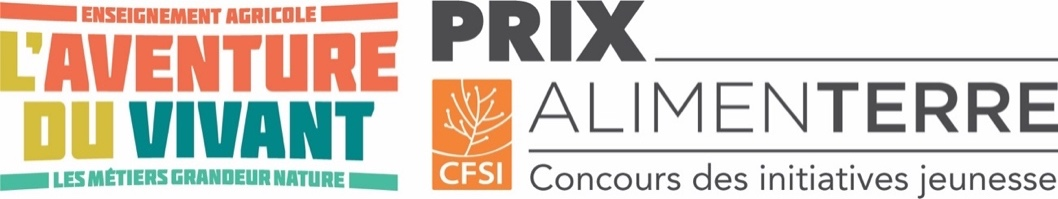 ENSEIGNEMENT AGRICOLE
L'AVENTURE
DU VIVANT
LES MÉTIERS GRANDEUR NATURE
PRIX
ALIMENTERRE
CFSI
Concours des initiatives jeunesse